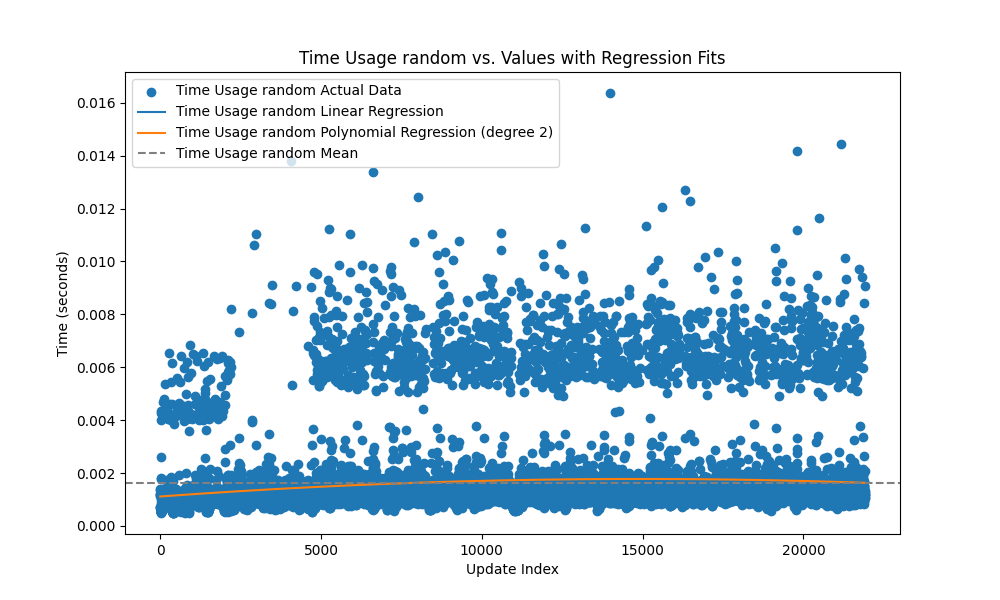 Time Usage random vs. Values with Regression Fits
Time Usage random Actual Data
Time Usage random Linear Regression
Time Usage random Polynomial Regression (degree 2)
Time Usage random Mean
Time (seconds)
0.016
0.014
0.012
0.010
0.008
0.006
0.004
0.002
0.000
0
5000
10000
15000
20000
Update Index